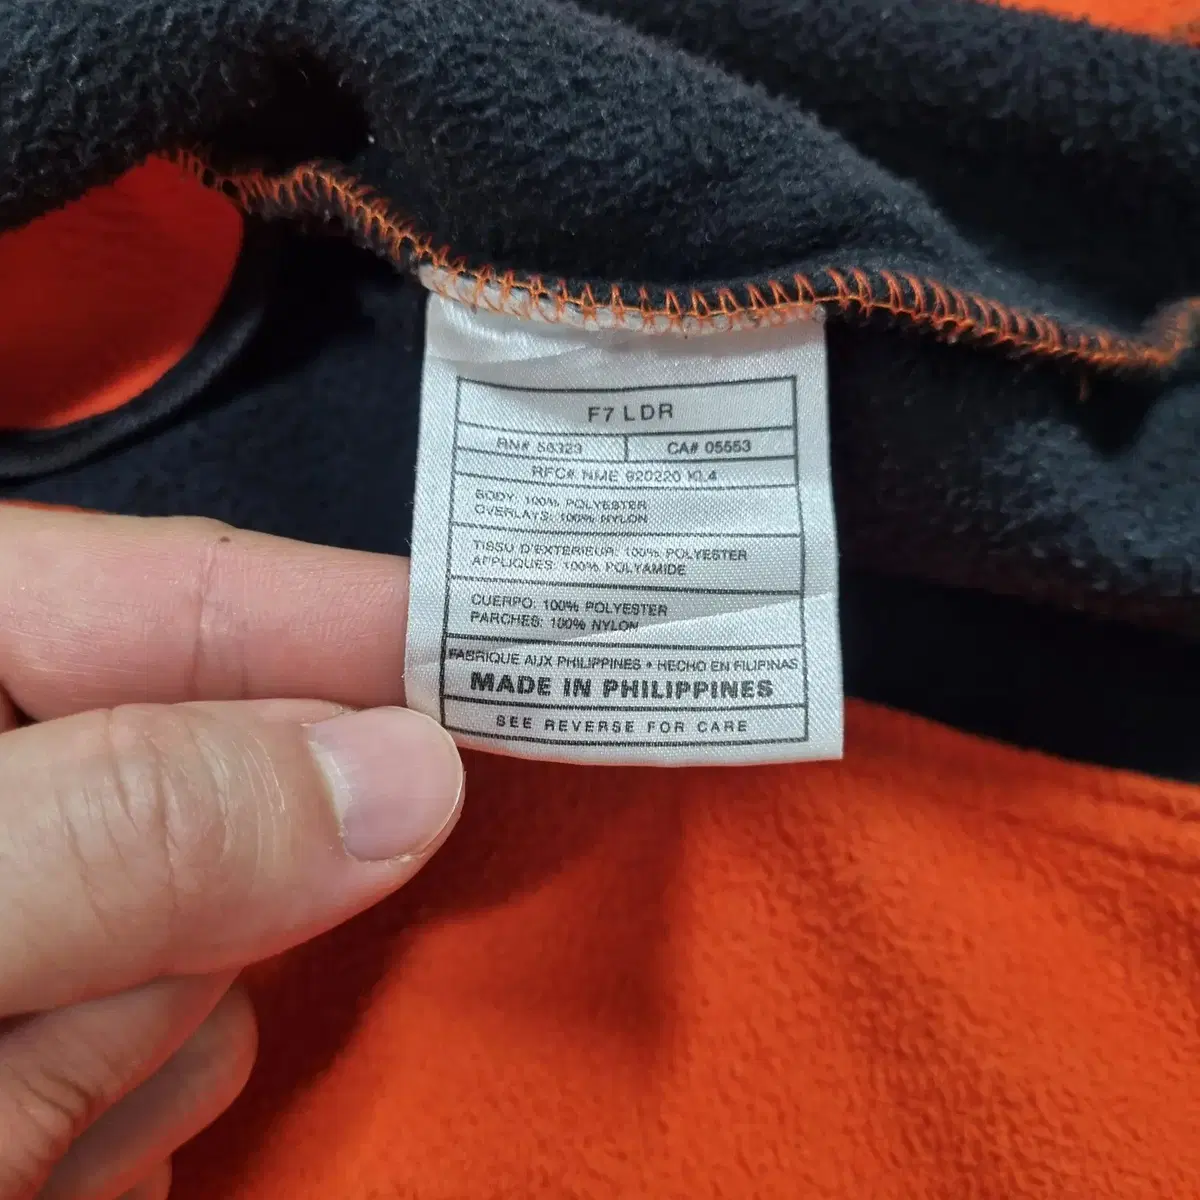 F7 LDR
RN# 56323 CA# 05553
RFC# NME 920220 KL4
BODY: 100% POLYESTER
OVERLAYS: 100% NYLON
TISSU D'EXTERIEUR: 100% POLYESTER
APPLIQUES: 100% POLYAMIDE
CUERPO: 100% POLYESTER
PARCHES: 100% NYLON
FABRIQUE AUX PHILIPPINES • HECHO EN FILIPINAS
MADE IN PHILIPPINES
SEE REVERSE FOR CARE